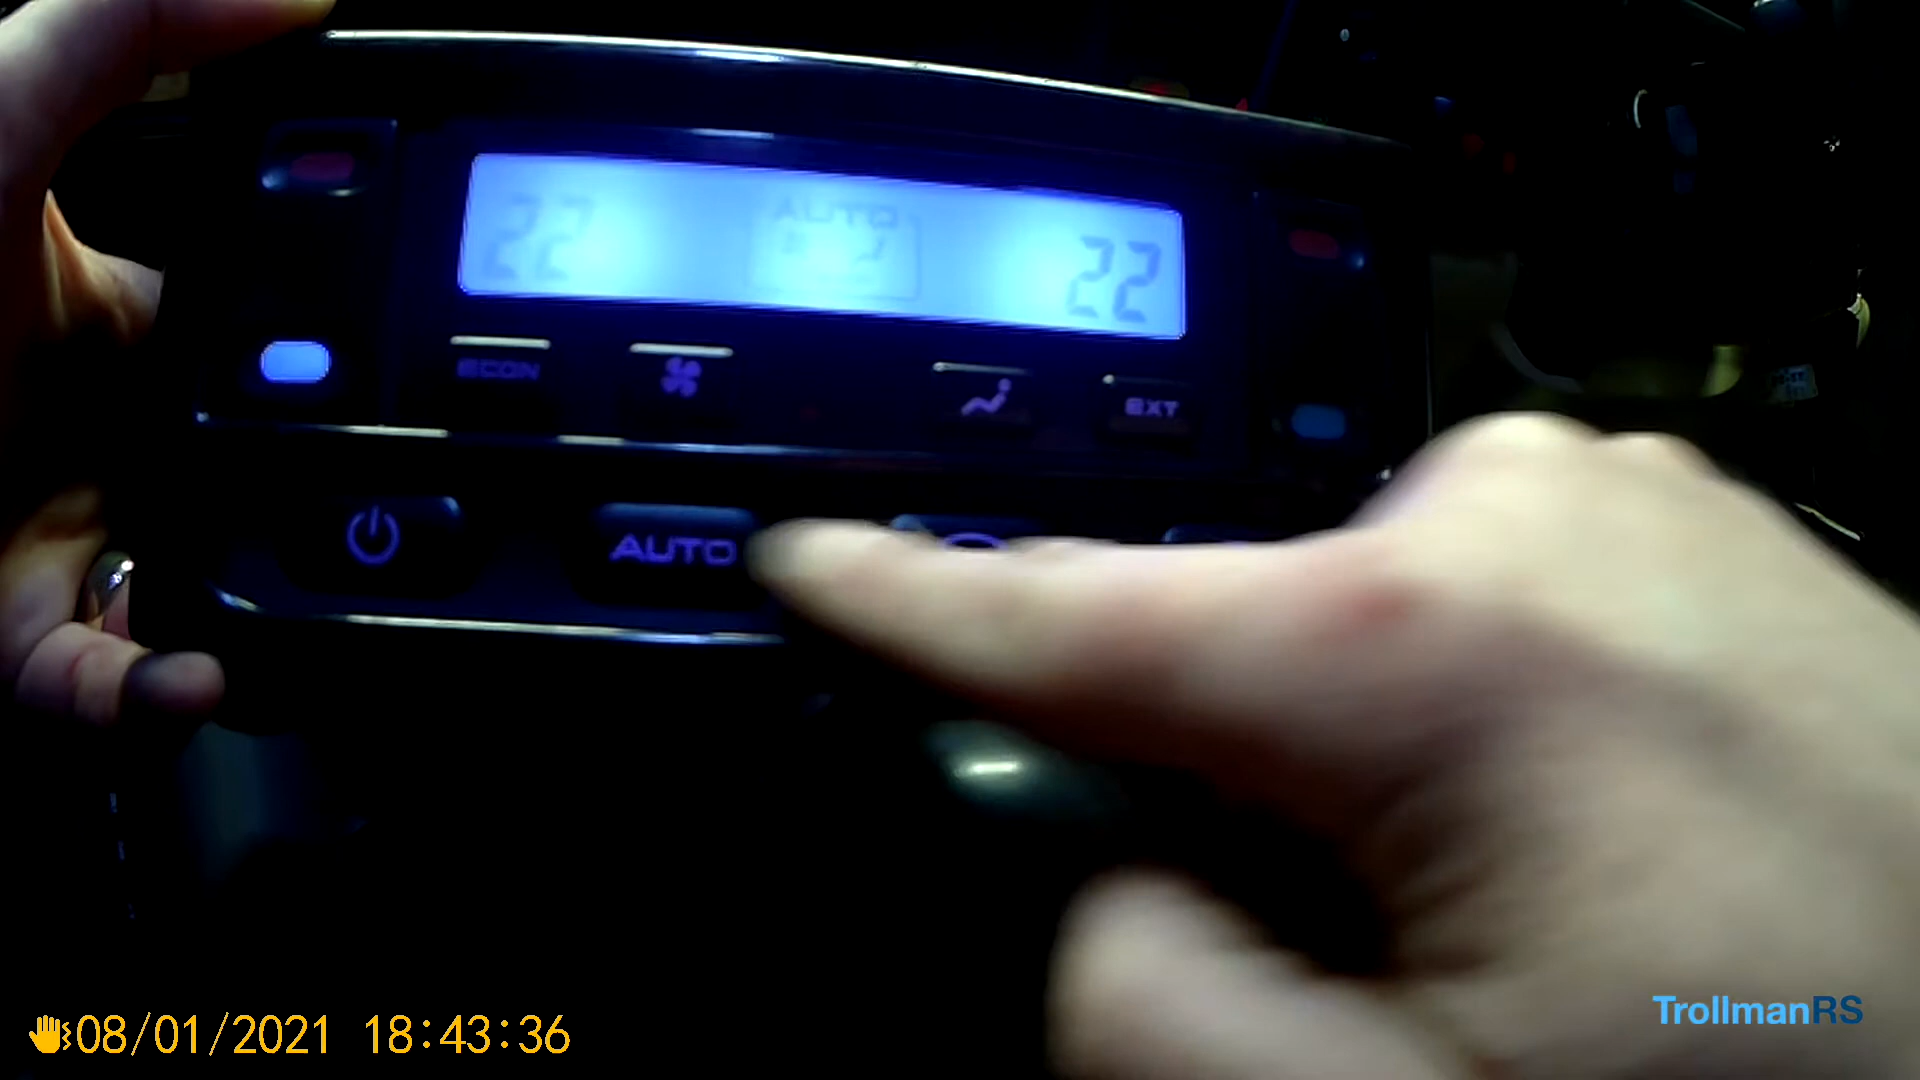 22 AUTO 22
ECON
EXT
AUTO
08/01/2021 18:43:36
TrollmanRS